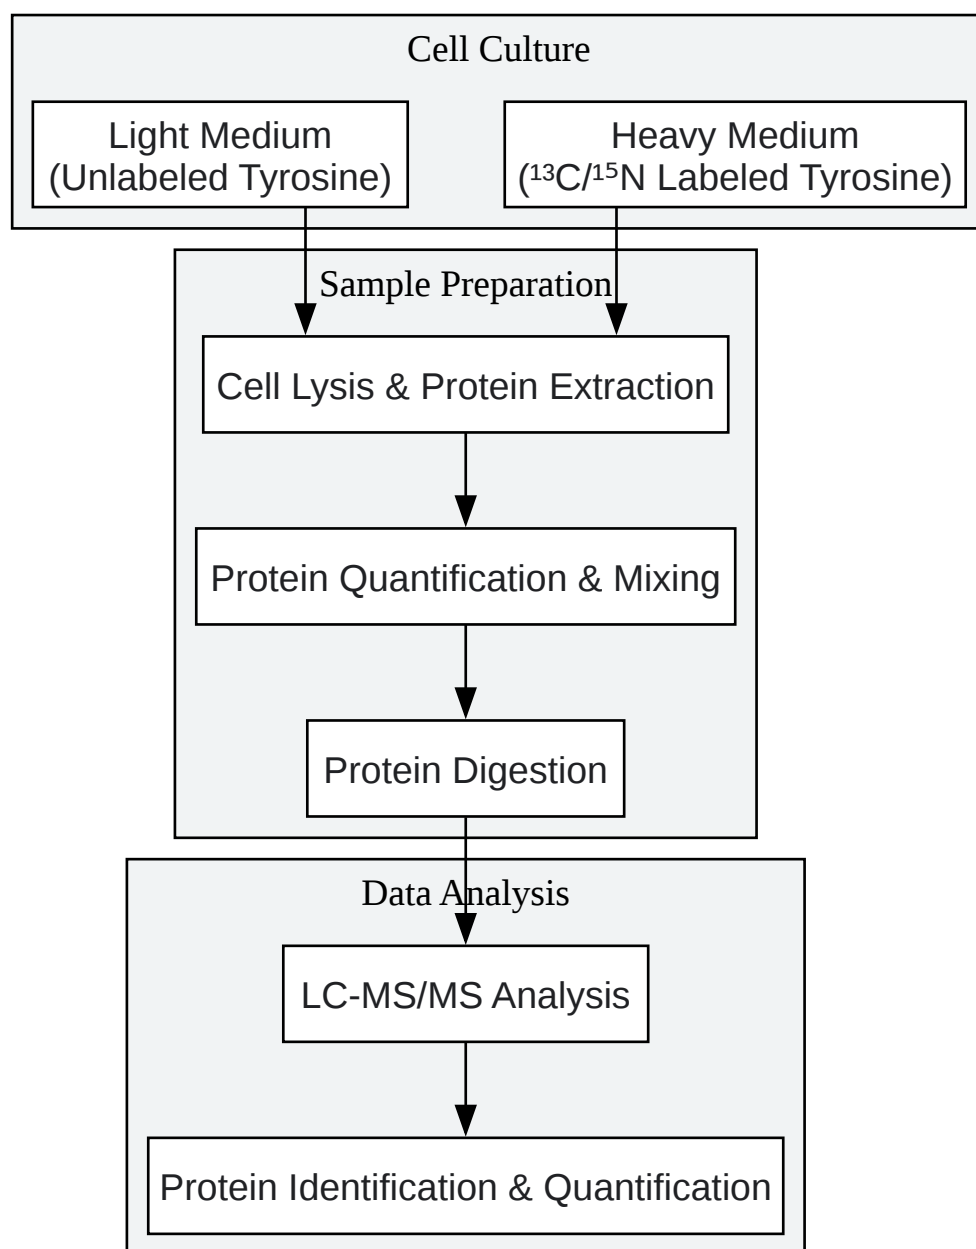 Cell Culture
Light Medium
(Unlabeled Tyrosine)
Heavy Medium
(¹³C/¹⁵N Labeled Tyrosine)
Sample Preparation
Cell Lysis & Protein Extraction
Protein Quantification & Mixing
Protein Digestion
Data Analysis
LC-MS/MS Analysis
Protein Identification & Quantification